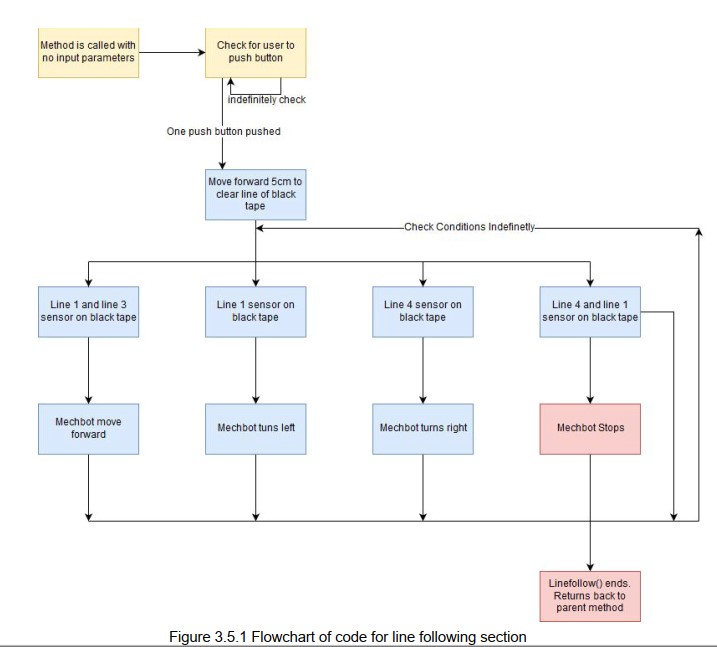 Method is called with
no input parameters
Check for user to
push button
indefinitely check
One push button pushed
Move forward 5cm to
clear line of black
tape
Check Conditions Indefinetly
Line 1 and line 3
sensor on black tape
Line 1 sensor on
black tape
Line 4 sensor on
black tape
Line 4 and line 1
sensor on black tape
Mechbot move
forward
Mechbot tuns left
Mechbot turns right
Mechbot Stops
Linefollow() ends.
Returns back to
parent method
Figure 3.5.1 Flowchart of code for line following section